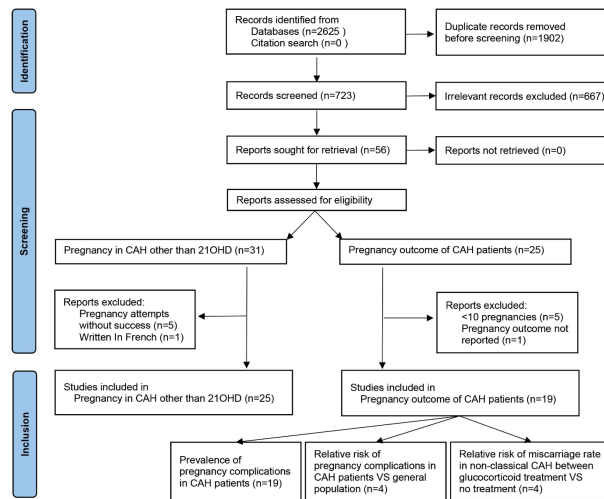 Identification
Records identified from
Databases (n=2625 )
Citation search (n=0 )
Duplicate records removed
before screening (n=1902)
Records screened (n=723)
Irrelevant records excluded (n=667)
Screening
Reports sought for retrieval (n=56)
Reports not retrieved (n=0)
Reports assessed for eligibility
Pregnancy in CAH other than 21OHD (n=31)
Pregnancy outcome of CAH patients (n=25)
Reports excluded:
Pregnancy attempts
without success (n=5)
Written In French (n=1)
Reports excluded:
<10 pregnancies (n=5)
Pregnancy outcome not
reported (n=1)
Inclusion
Studies included in
Pregnancy in CAH other than 21OHD (n=25)
Studies included in
Pregnancy outcome of CAH patients (n=19)
Prevalence of
pregnancy complications
in CAH patients (n=19)
Relative risk of
pregnancy complications in
CAH patients VS general
population (n=4)
Relative risk of miscarriage rate
in non-classical CAH between
glucocorticoid treatment VS
no treatment (n=4)